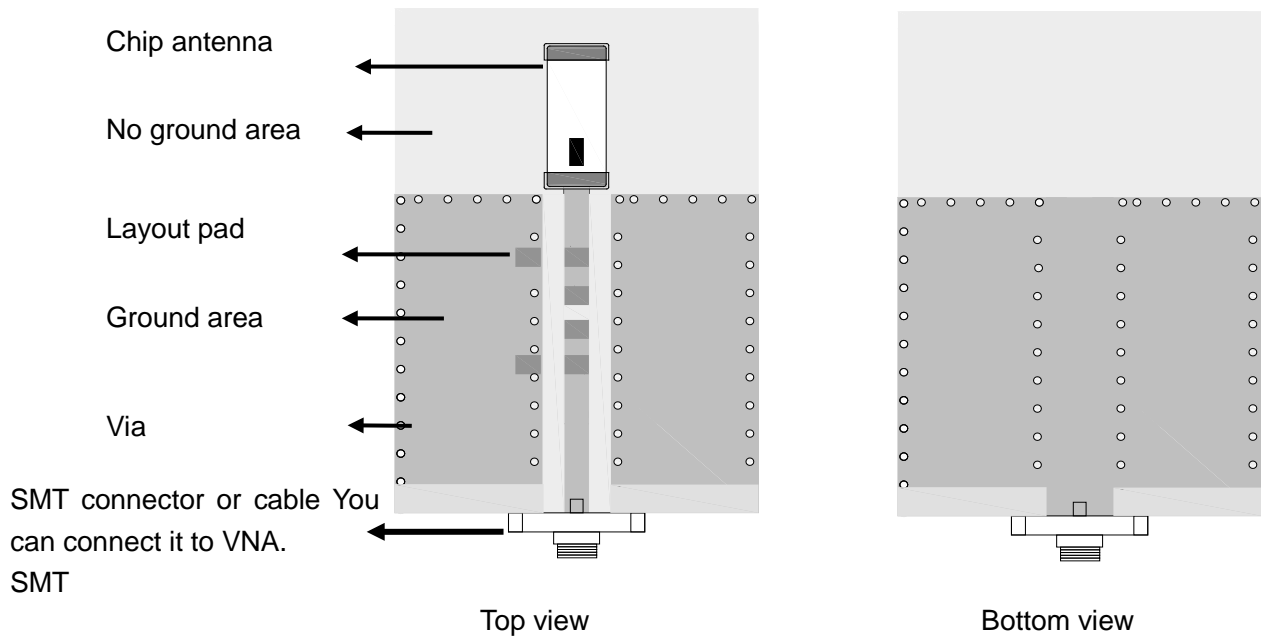 Chip antenna
No ground area
Layout pad
Ground area
Via
SMT connector or cable You
can connect it to VNA.
SMT
Top view
Bottom view